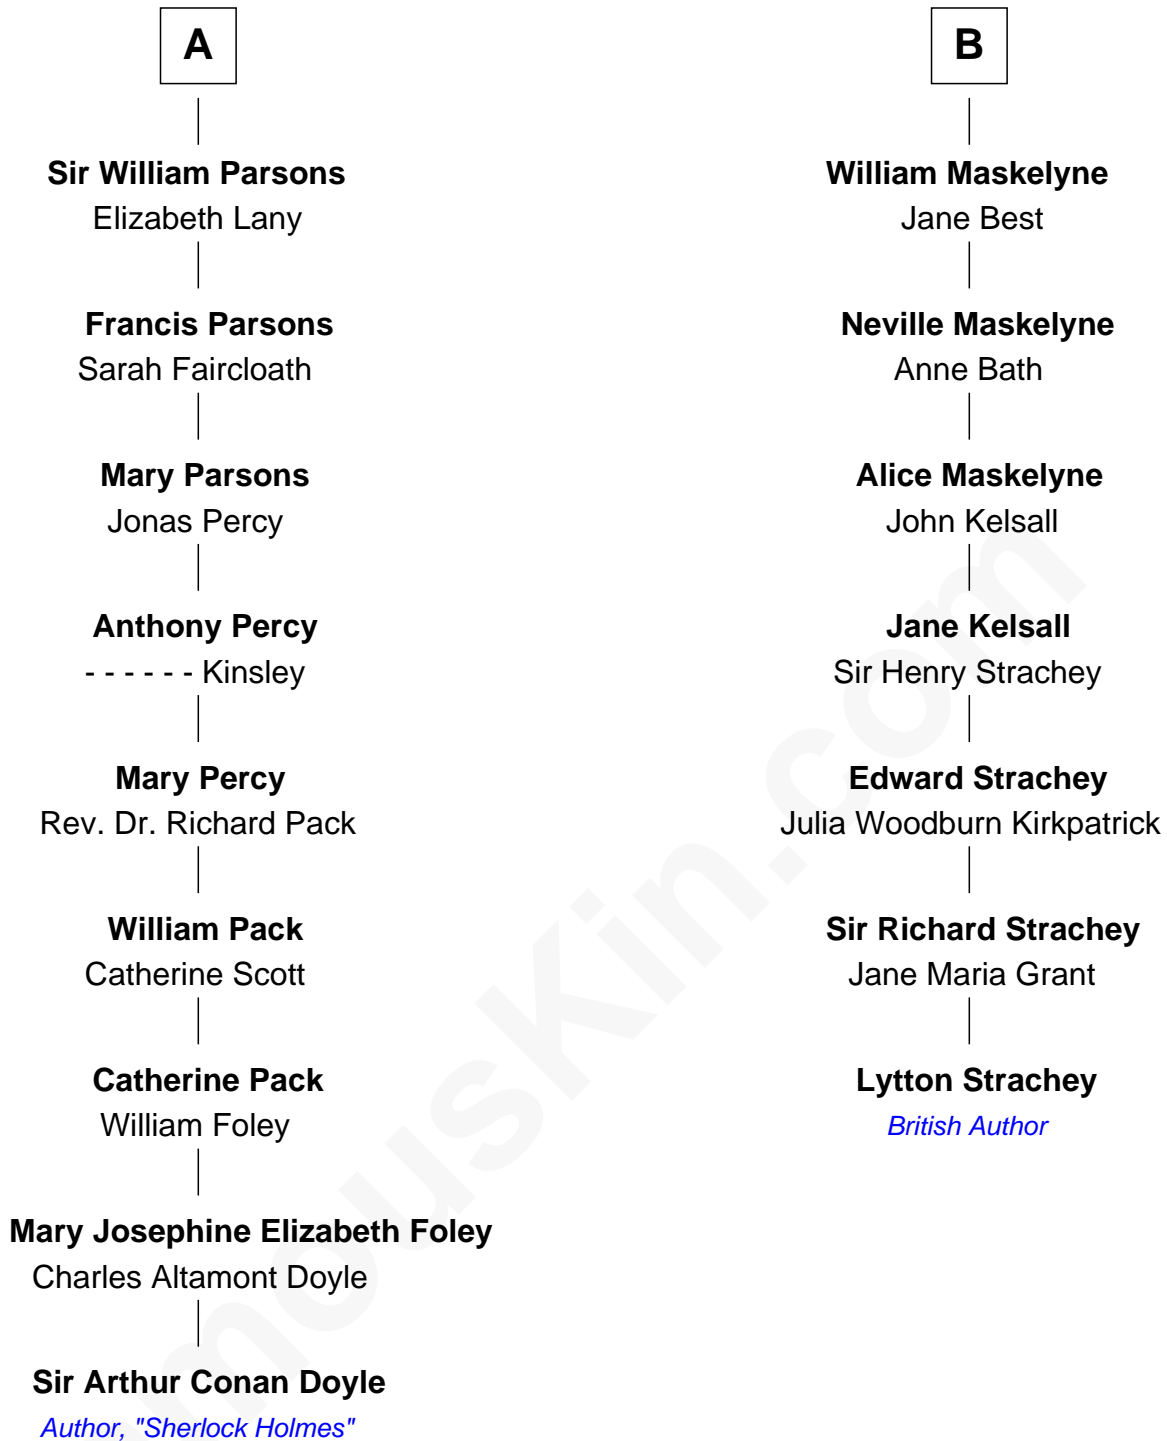 A
Sir William Parsons
Elizabeth Lany
Francis Parsons
Sarah Faircloath
Mary Parsons
Jonas Percy
Anthony Percy
- - - - - - Kinsley
Mary Percy
Rev. Dr. Richard Pack
William Pack
Catherine Scott
Catherine Pack
William Foley
Mary Josephine Elizabeth Foley
Charles Altamont Doyle
Sir Arthur Conan Doyle
Author, "Sherlock Holmes"
B
William Maskelyne
Jane Best
Neville Maskelyne
Anne Bath
Alice Maskelyne
John Kelsall
Jane Kelsall
Sir Henry Strachey
Edward Strachey
Julia Woodburn Kirkpatrick
Sir Richard Strachey
Jane Maria Grant
Lytton Strachey
British Author
mousKin.com